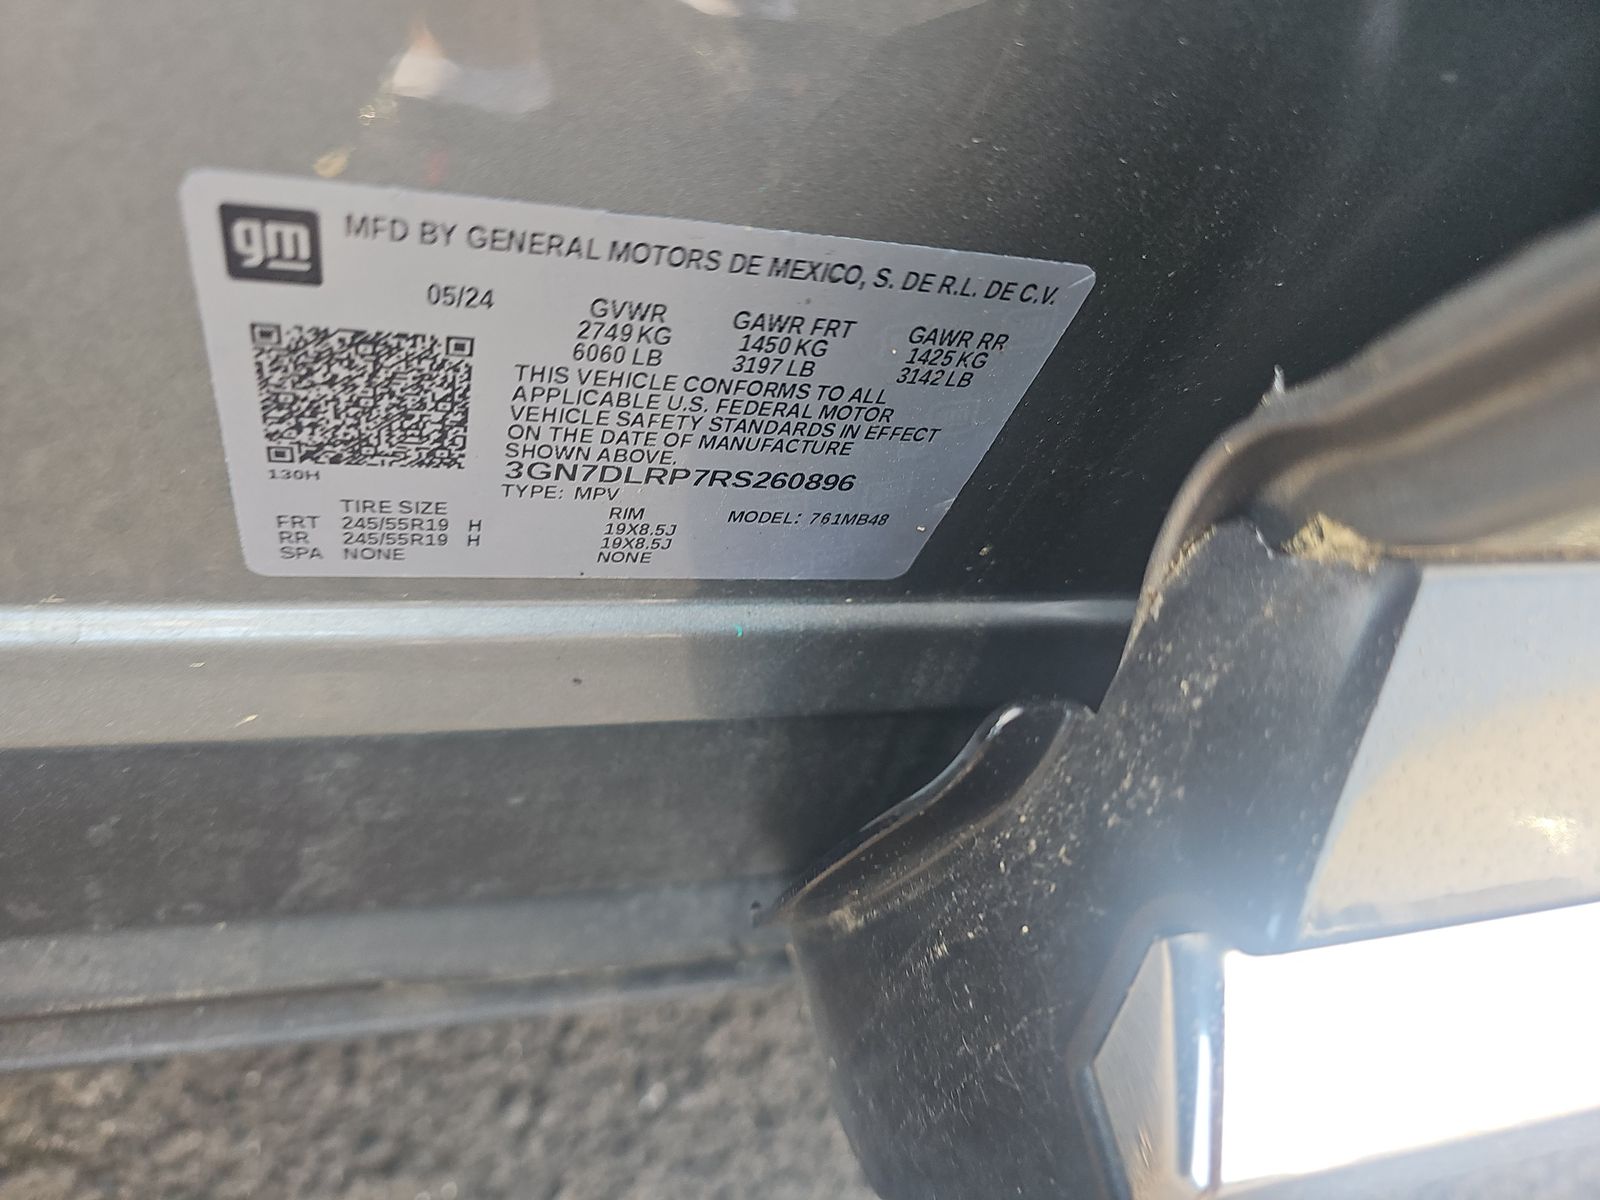 gm
MFD BY GENERAL MOTORS DE MEXICO, S. DE R.L. DE C.V.
05/24
GVWR GAWR FRT GAWR RR
2749 KG 1450 KG 1425 KG
6060 LB 3197 LB 3142 LB
THIS VEHICLE CONFORMS TO ALL
APPLICABLE U.S. FEDERAL MOTOR
VEHICLE SAFETY STANDARDS IN EFFECT
ON THE DATE OF MANUFACTURE
SHOWN ABOVE.
3GN7DLRP7RS260896
130H
TYPE: MPV
MODEL: 761MB48
TIRE SIZE RIM
FRT 245/55R19 H 19X8.5J
RR 245/55R19 H 19X8.5J
SPA NONE NONE